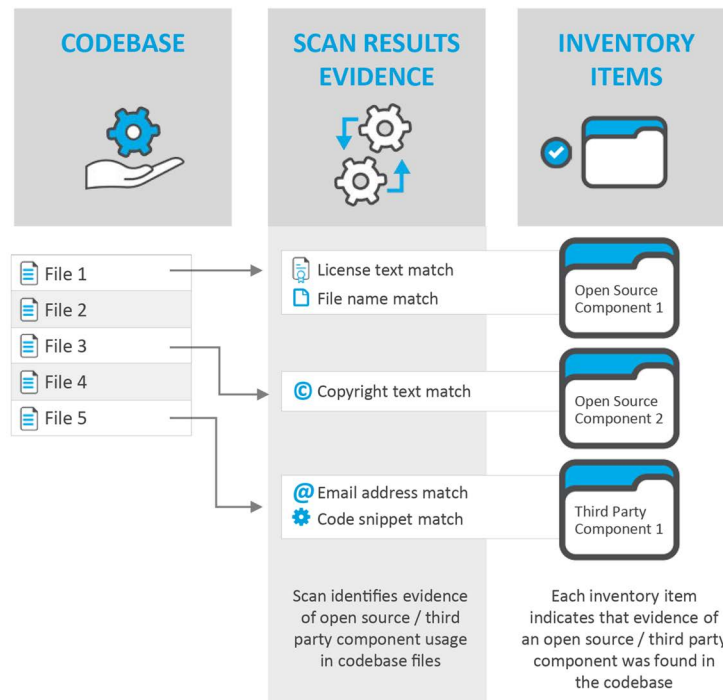 CODEBASE
SCAN RESULTS
EVIDENCE
INVENTORY
ITEMS
File 1
File 2
File 3
File 4
File 5
License text match
File name match
© Copyright text match
@ Email address match
Code snippet match
Open Source
Component 1
Open Source
Component 2
Third Party
Component 1
Scan identifies evidence
of open source / third
party component usage
in codebase files
Each inventory item
indicates that evidence of
an open source / third party
component was found in
the codebase